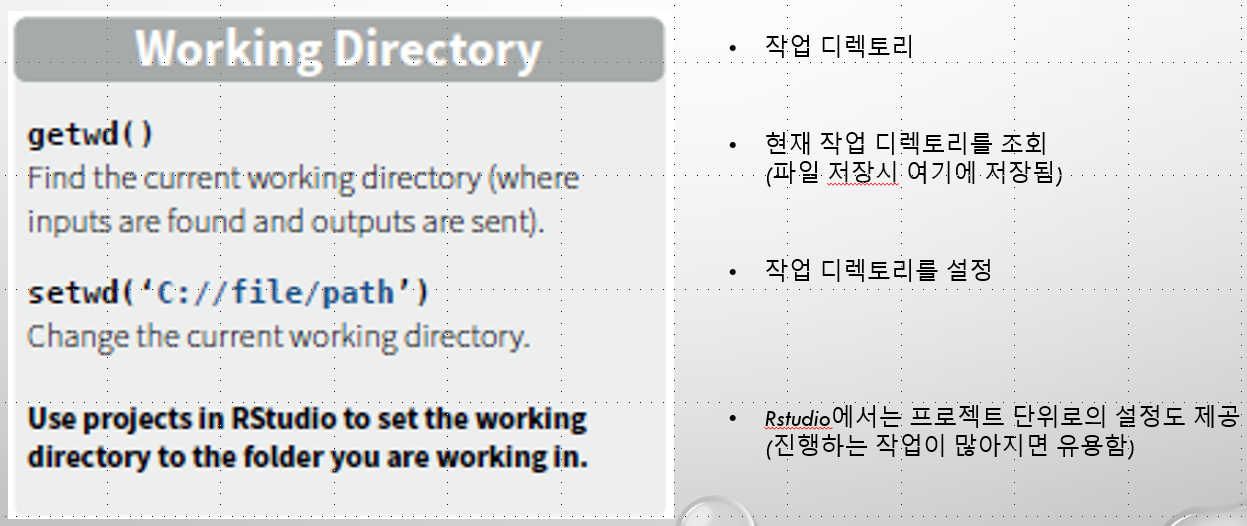 Working Directory
getwd()
Find the current working directory (where
inputs are found and outputs are sent).
setwd(‘C://file/path’)
Change the current working directory.
Use projects in RStudio to set the working
directory to the folder you are working in.
• 작업 디렉토리
• 현재 작업 디렉토리를 조회
(파일 저장시 여기에 저장됨)
• 작업 디렉토리를 설정
• Rstudio에서는 프로젝트 단위로의 설정도 제공
(진행하는 작업이 많아지면 유용함)